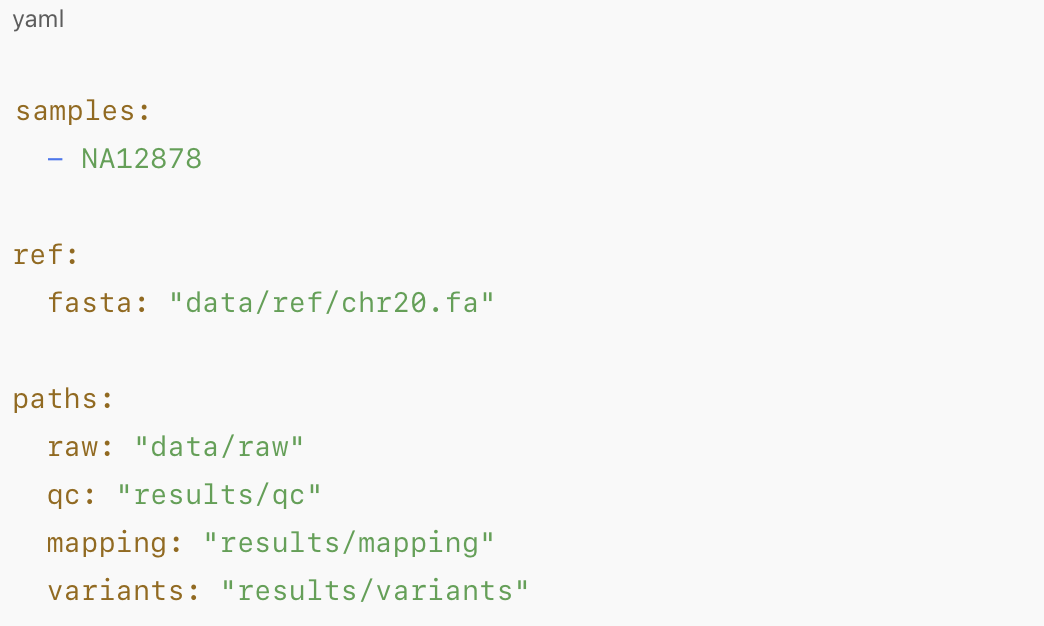 yaml
samples:
  - NA12878
ref:
  fasta: "data/ref/chr20.fa"
paths:
  raw: "data/raw"
  qc: "results/qc"
  mapping: "results/mapping"
  variants: "results/variants"